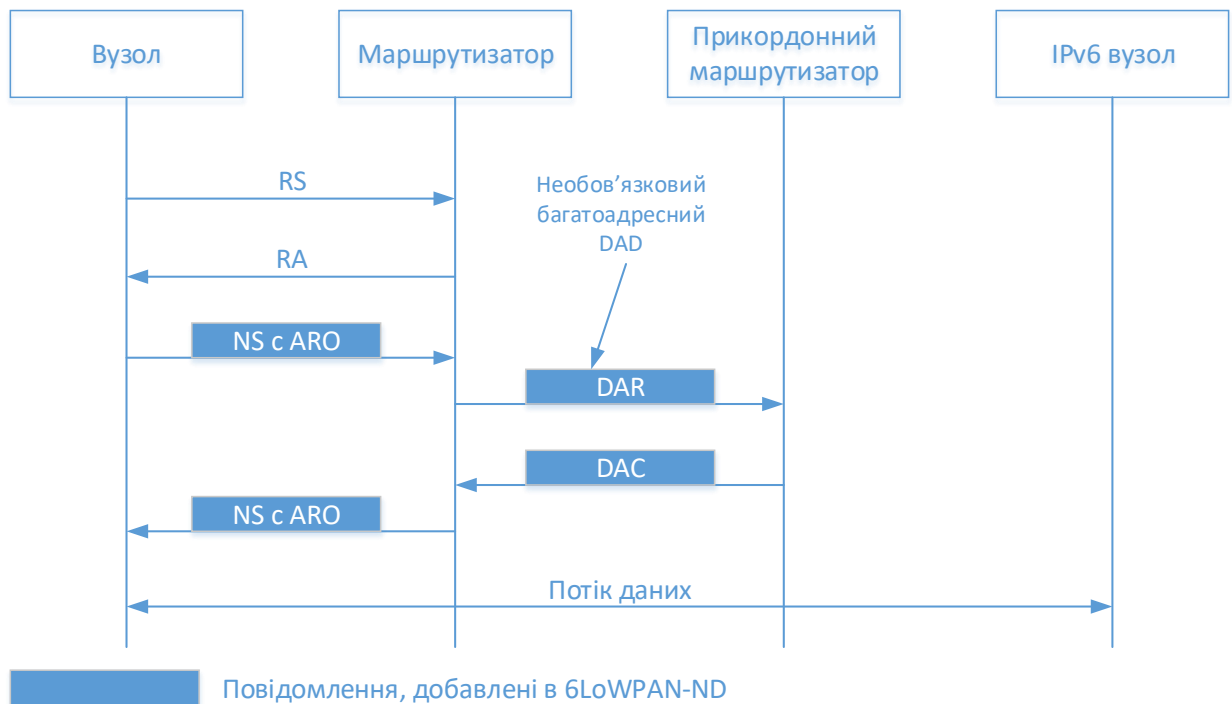 Вузол
Маршрутизатор
Прикордонний
маршрутизатор
IPv6 вузол
RS
Необов’язковий
багатоадресний
DAD
RA
NS с ARO
DAR
DAC
NS с ARO
Потік даних
Повідомлення, добавлені в 6LoWPAN-ND